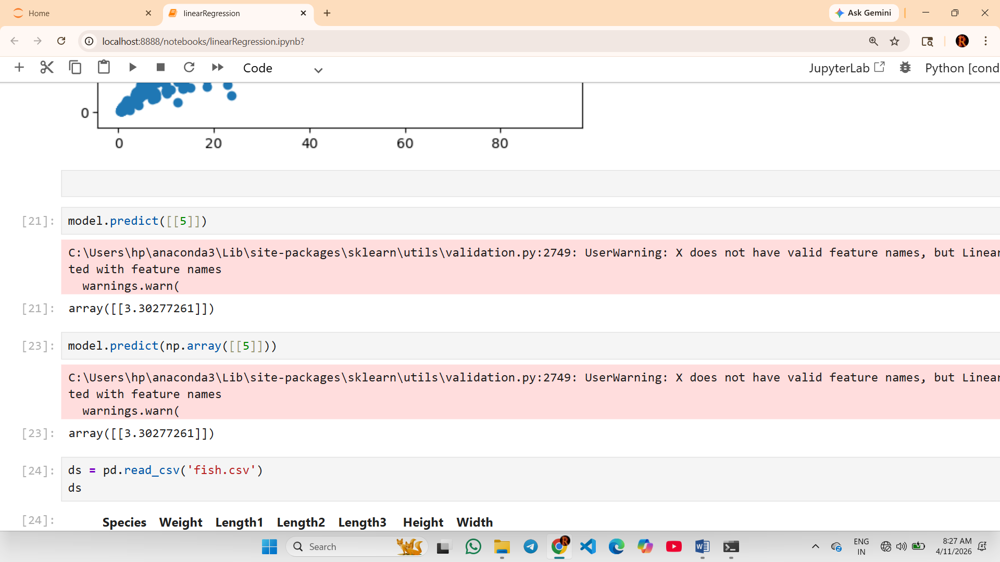 Home
linearRegression
Ask Gemini
localhost:8888/notebooks/linearRegression.ipynb?
Code
JupyterLab
Python [cond
0
0 20 40 60 80
[21]: model.predict([[5]])
C:\Users\hp\anaconda3\Lib\site-packages\sklearn\utils\validation.py:2749: UserWarning: X does not have valid feature names, but Linear
ted with feature names
warnings.warn(
[21]: array([[3.30277261]])
[23]: model.predict(np.array([[5]]))
C:\Users\hp\anaconda3\Lib\site-packages\sklearn\utils\validation.py:2749: UserWarning: X does not have valid feature names, but Linear
ted with feature names
warnings.warn(
[23]: array([[3.30277261]])
[24]: ds = pd.read_csv('fish.csv')
ds
[24]: Species Weight Length1 Length2 Length3 Height Width
Search
ENG
IN
8:27 AM
4/11/2026